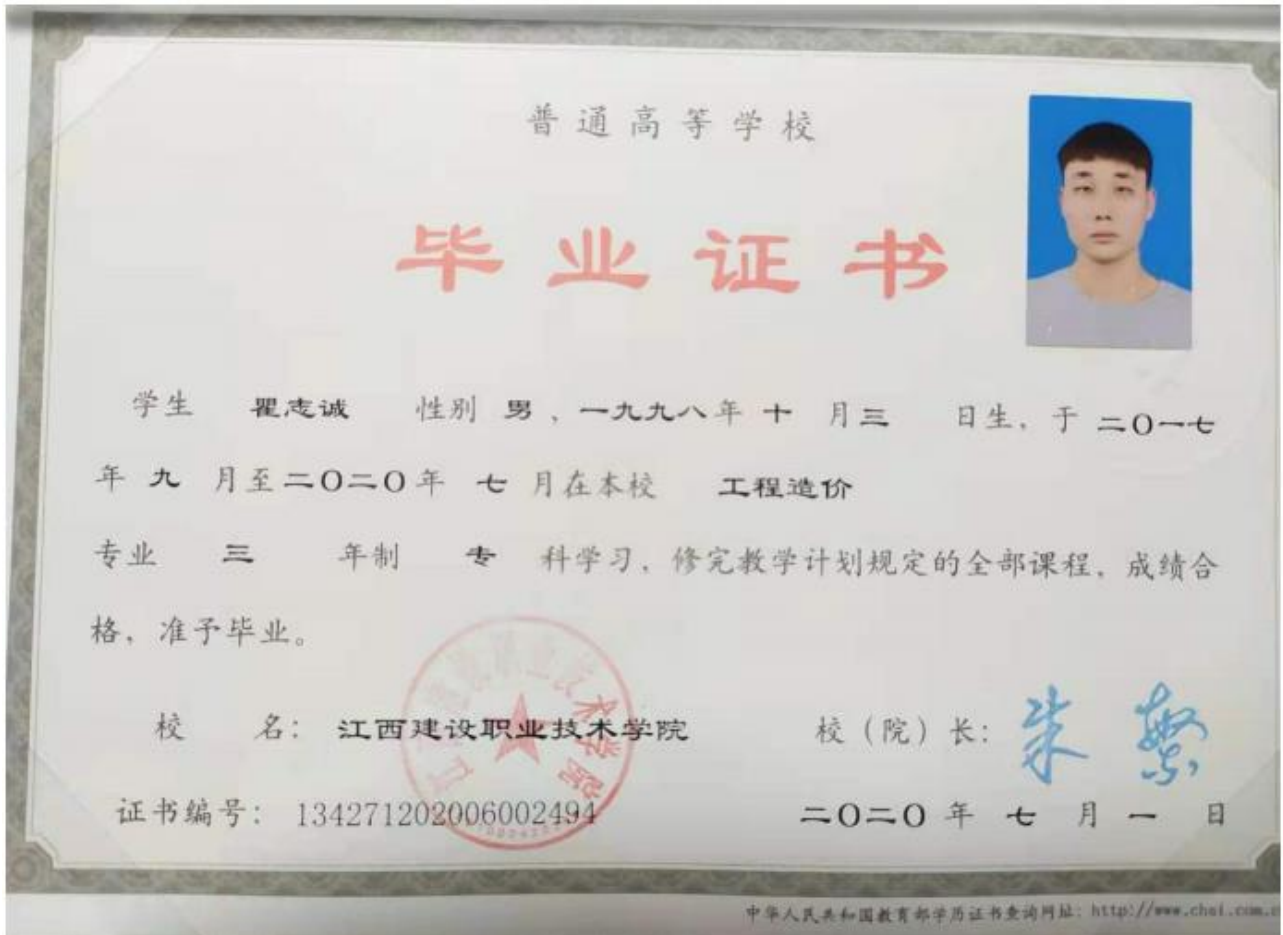 普通高等学校
毕业证书
学生 瞿志诚 性别 男、一九九八年 十 月三 日生，于 二〇一七
年 九 月至二〇二〇年 七 月在本校 工程造价
专业 三 年制 专 科学习，修完教学计划规定的全部课程，成绩合
格，准予毕业。
校 名： 江西建设职业技术学院 校（院）长： 朱繁
证书编号： 134271202006002494 二〇二〇 年 七 月 一 日
中华人民共和国教育部学历证书查询网址：http://www.chsi.com.c